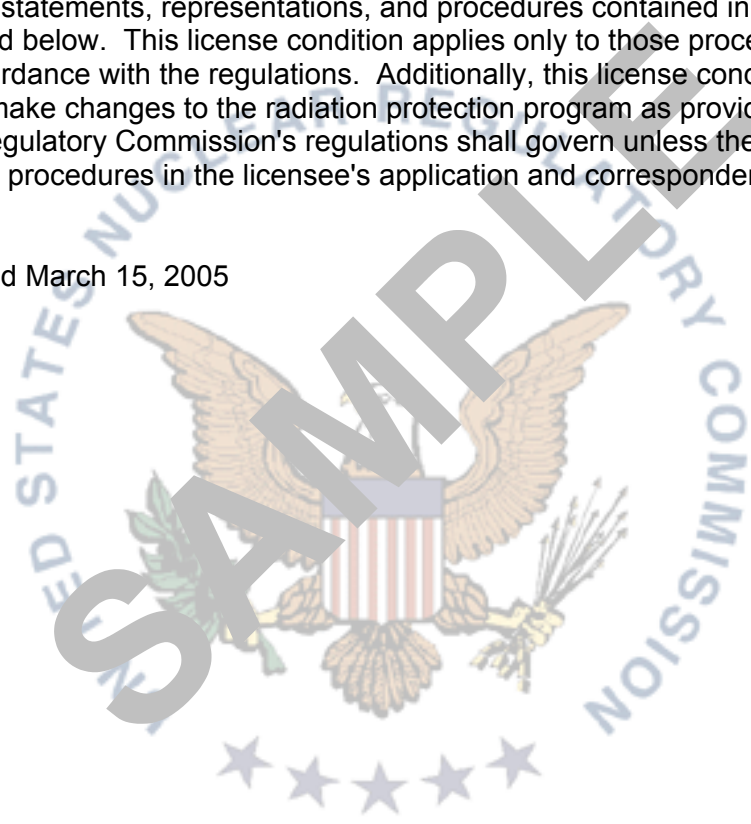 statements, representations, and procedures contained in
d below. This license condition applies only to those proce
rdance with the regulations. Additionally, this license cond
make changes to the radiation protection program as provid
egulatory Commission's regulations shall govern unless the
procedures in the licensee's application and corresponden
d March 15, 2005
UNITED STATES NUCLEAR REGULATORY COMMISSION
SAMPLE